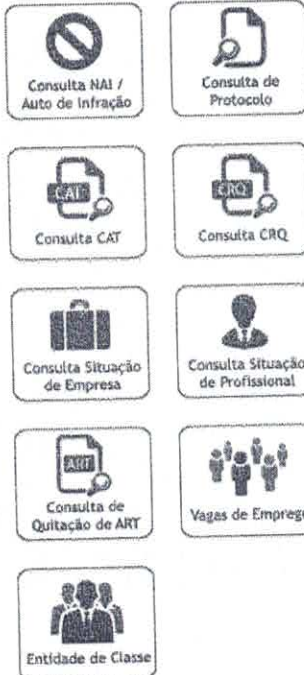 Consulta NAI /
Auto de Infração
Consulta de
Protocolo
CAT
Consulta CAT
CRQ
Consulta CRQ
Consulta Situação
de Empresa
Consulta Situação
de Profissional
ART
Consulta de
Quitação de ART
Vagas de Emprego
Entidade de Classe